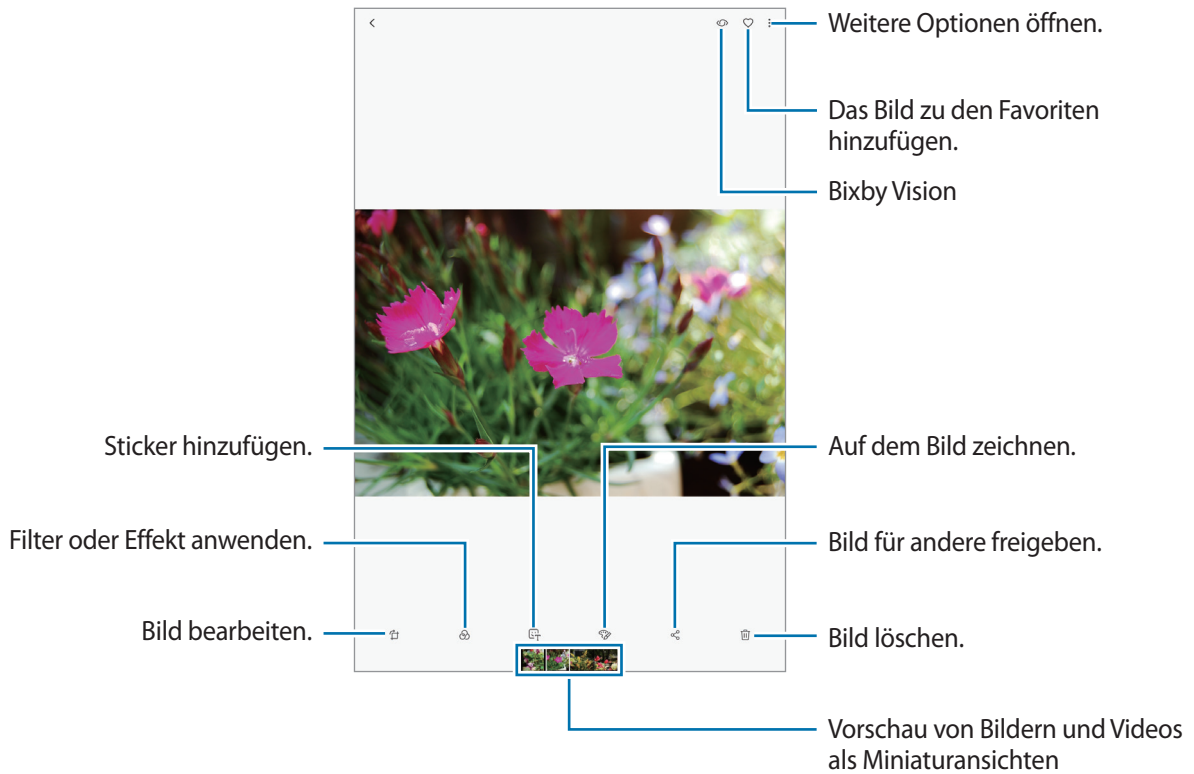 Weitere Optionen öffnen.
Das Bild zu den Favoriten
hinzufügen.
Bixby Vision
Sticker hinzufügen.
Auf dem Bild zeichnen.
Filter oder Effekt anwenden.
Bild für andere freigeben.
Bild bearbeiten.
Bild löschen.
Vorschau von Bildern und Videos
als Miniaturansichten